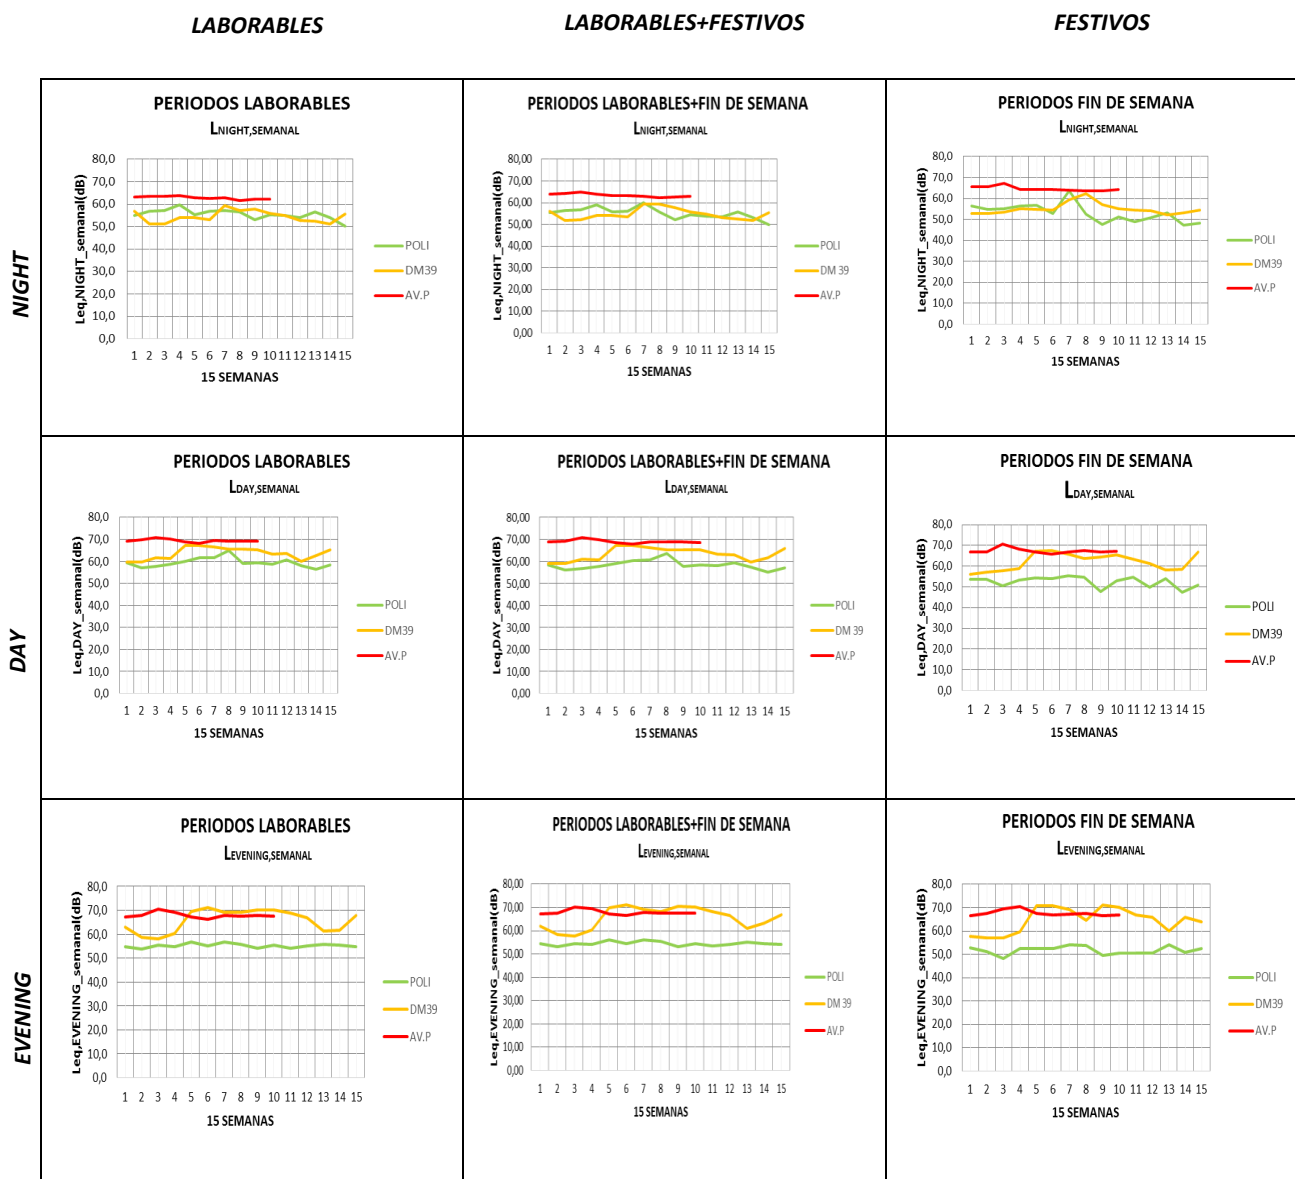 LABORABLES
LABORABLES+FESTIVOS
FESTIVOS
NIGHT
PERIODOS LABORABLES
LNIGHT,SEMANAL
Leq,NIGHT_semanal(dB)
80,0
70,0
60,0
50,0
40,0
30,0
20,0
10,0
0,0
1 2 3 4 5 6 7 8 9 10 11 12 13 14 15
15 SEMANAS
POLI
DM39
AV.P
PERIODOS LABORABLES+FIN DE SEMANA
LNIGHT,SEMANAL
Leq,NIGHT_semanal(dB)
80,00
70,00
60,00
50,00
40,00
30,00
20,00
10,00
0,00
1 2 3 4 5 6 7 8 9 10 11 12 13 14 15
15 SEMANAS
POLI
DM 39
AV.P
PERIODOS FIN DE SEMANA
LNIGHT,SEMANAL
Leq,NIGHT_semanal(dB)
80,0
70,0
60,0
50,0
40,0
30,0
20,0
10,0
0,0
1 2 3 4 5 6 7 8 9 10 11 12 13 14 15
15 SEMANAS
POLI
DM39
AV.P
DAY
PERIODOS LABORABLES
LDAY,SEMANAL
Leq,DAY_semanal(dB)
80,0
70,0
60,0
50,0
40,0
30,0
20,0
10,0
0,0
1 2 3 4 5 6 7 8 9 10 11 12 13 14 15
15 SEMANAS
POLI
DM39
AV.P
PERIODOS LABORABLES+FIN DE SEMANA
LDAY,SEMANAL
Leq,DAY_semanal(dB)
80,00
70,00
60,00
50,00
40,00
30,00
20,00
10,00
0,00
1 2 3 4 5 6 7 8 9 10 11 12 13 14 15
15 SEMANAS
POLI
DM 39
AV.P
PERIODOS FIN DE SEMANA
LDAY,SEMANAL
Leq,DAY_semanal(dB)
80,0
70,0
60,0
50,0
40,0
30,0
20,0
10,0
0,0
1 2 3 4 5 6 7 8 9 10 11 12 13 14 15
15 SEMANAS
POLI
DM39
AV.P
EVENING
PERIODOS LABORABLES
LEVENING,SEMANAL
Leq,EVENING_semanal(dB)
80,0
70,0
60,0
50,0
40,0
30,0
20,0
10,0
0,0
1 2 3 4 5 6 7 8 9 10 11 12 13 14 15
15 SEMANAS
POLI
DM39
AV.P
PERIODOS LABORABLES+FIN DE SEMANA
LEVENING,SEMANAL
Leq,EVENING_semanal(dB)
80,00
70,00
60,00
50,00
40,00
30,00
20,00
10,00
0,00
1 2 3 4 5 6 7 8 9 10 11 12 13 14 15
15 SEMANAS
POLI
DM 39
AV.P
PERIODOS FIN DE SEMANA
LEVENING,SEMANAL
Leq,EVENING_semanal(dB)
80,0
70,0
60,0
50,0
40,0
30,0
20,0
10,0
0,0
1 2 3 4 5 6 7 8 9 10 11 12 13 14 15
15 SEMANAS
POLI
DM39
AV.P